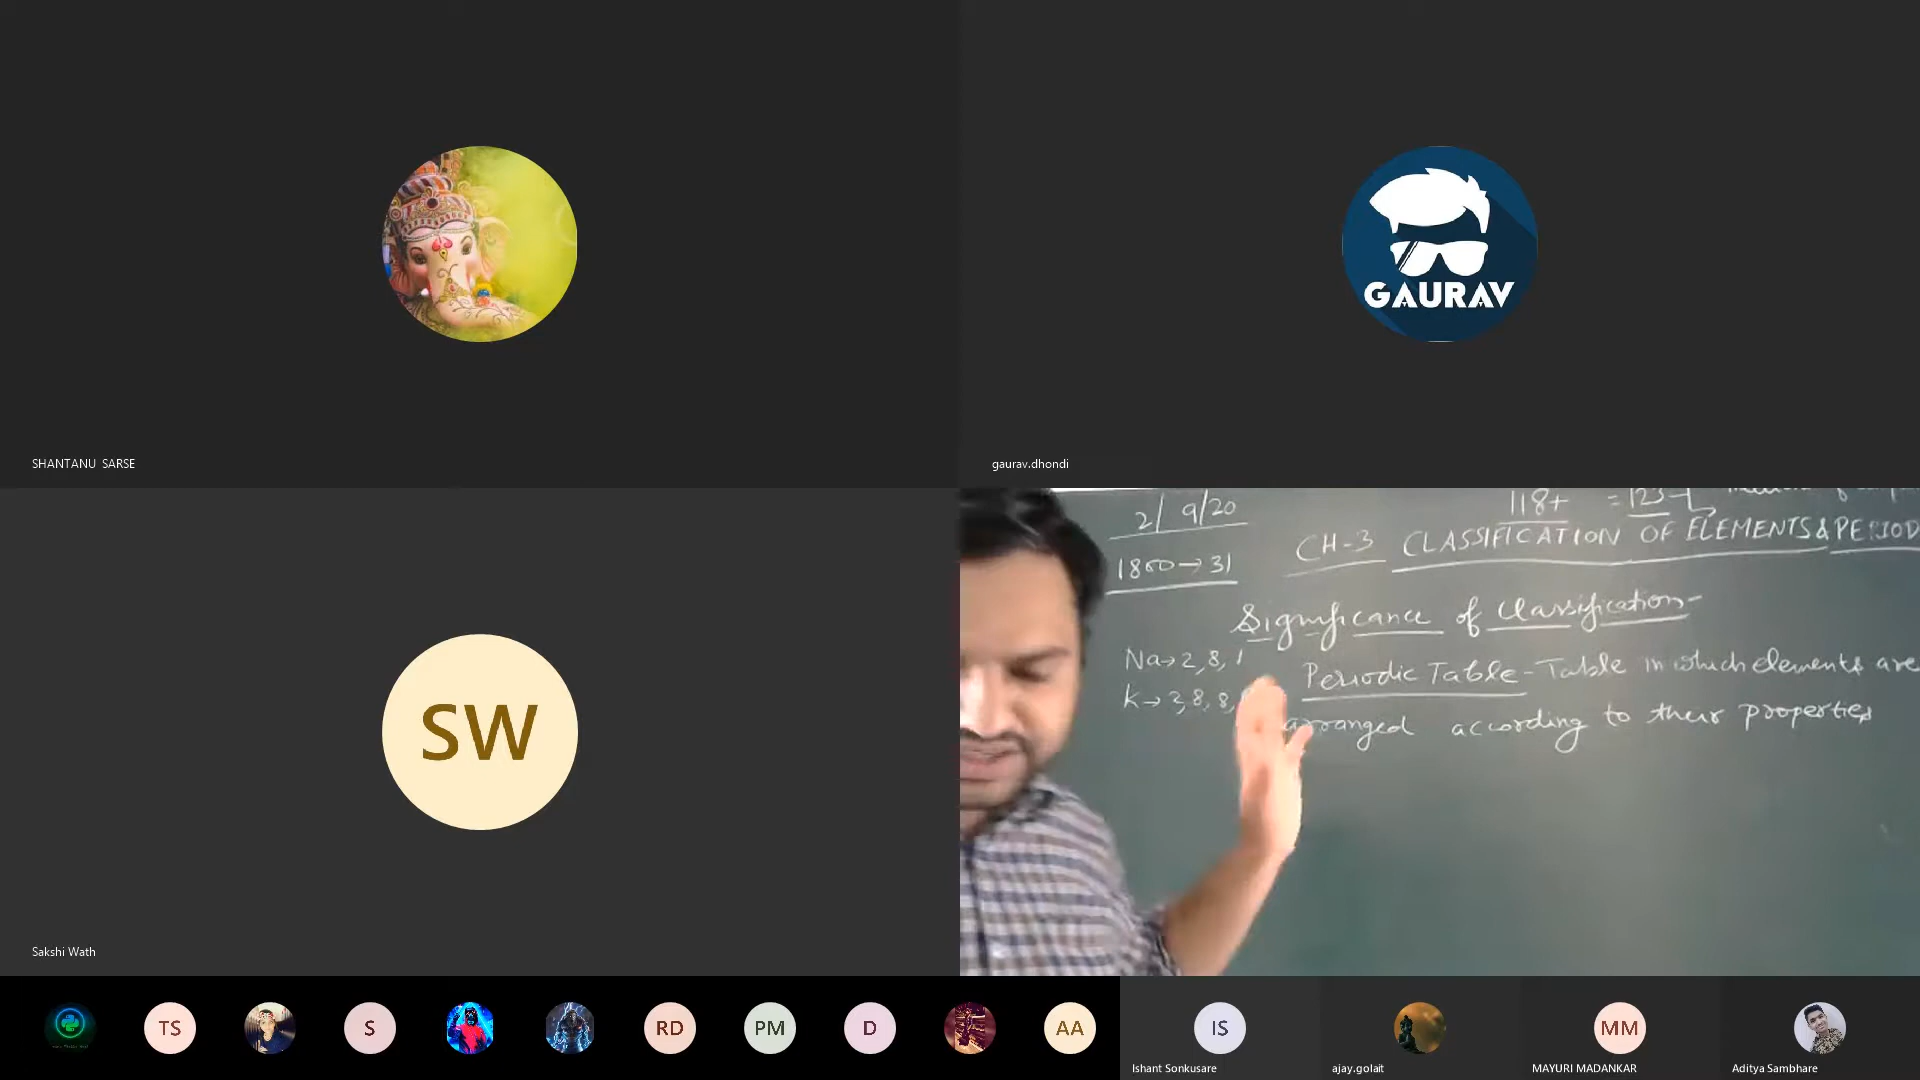 GAURAV
SHANTANU SARSE
gaurav.dhondi
SW
Sakshi Wath
2/9/20
118+ = 123
CH-3 CLASSIFICATION OF ELEMENTS & PERIOD
1800→31
Significance of Classification-
Na→2,8,1
Periodic Table-Table in which elements are
K→2,8,8,
arranged according to their properties
TS
S
RD
PM
D
AA
IS
MM
Ishant Sonkusare
ajay.golait
MAYURI MADANKAR
Aditya Sambhare